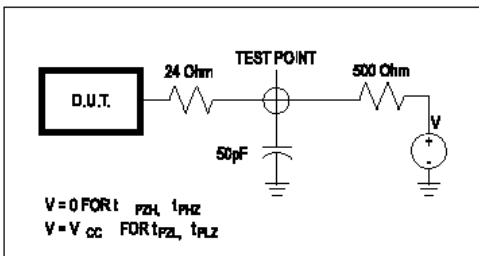 TEST POINT
24 Ohm
500 Ohm
D.U.T.
V
+
-
50pF
V = 0 FOR t PZH, tPHZ
V = V CC FOR tPZL, tPLZ